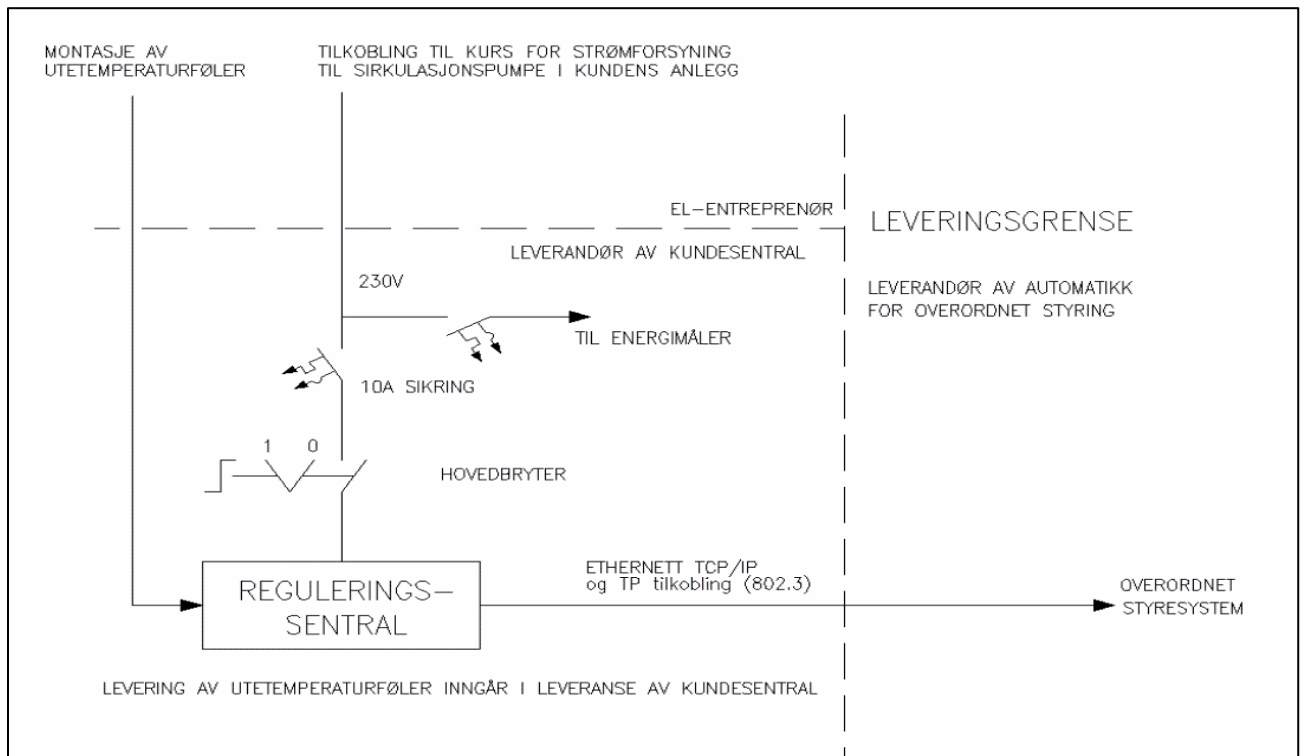 MONTASJE AV
UTETEMPERATURFØLER
TILKOBLING TIL KURS FOR STRØMFORSYNING
TIL SIRKULASJONSPUMPE I KUNDENS ANLEGG
EL-ENTREPRENØR
LEVERINGSGRENSE
LEVERANDØR AV KUNDESENTRAL
230V
LEVERANDØR AV AUTOMATIKK
FOR OVERORDNET STYRING
TIL ENERGIMÅLER
10A SIKRING
1 0
HOVEDBRYTER
REGULERINGS-
SENTRAL
ETHERNETT TCP/IP
og TP tilkobling (802.3)
OVERORDNET
STYRESYSTEM
LEVERING AV UTETEMPERATURFØLER INNGÅR I LEVERANSE AV KUNDESENTRAL